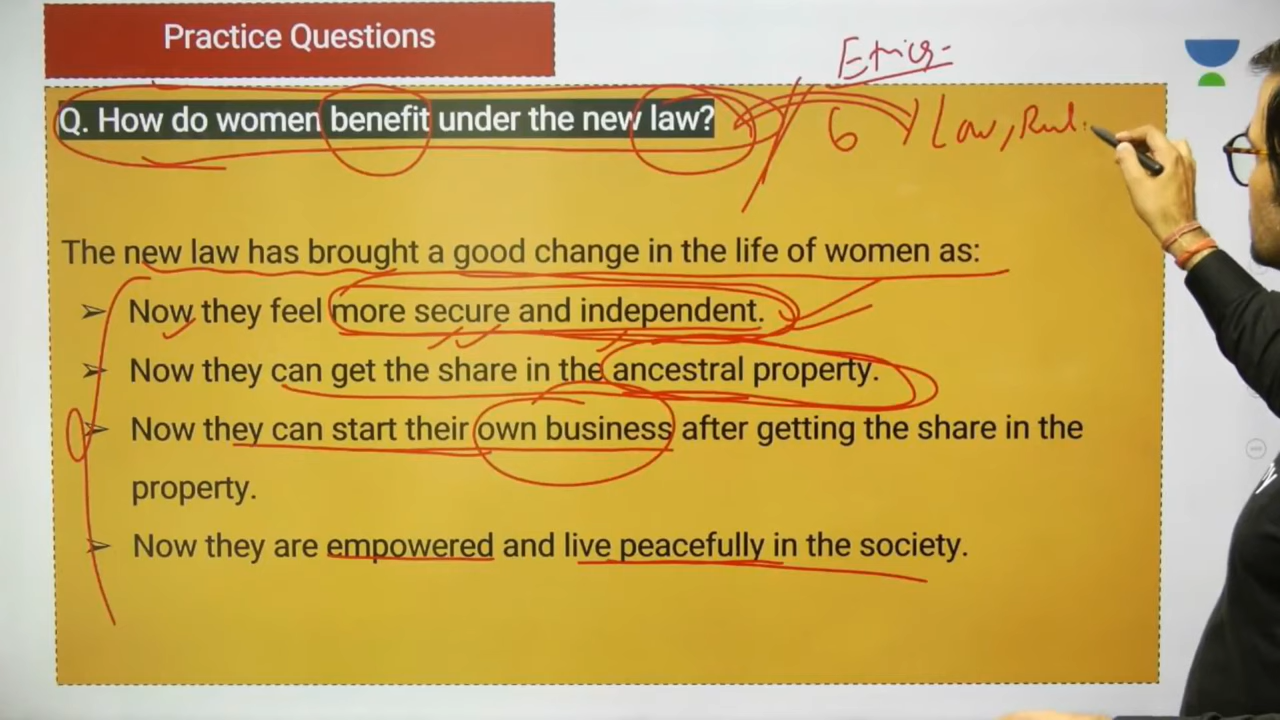 Practice Questions
Ethics
Q. How do women benefit under the new law?
6 Law, Rul
The new law has brought a good change in the life of women as:
➢ Now they feel more secure and independent.
➢ Now they can get the share in the ancestral property.
➢ Now they can start their own business after getting the share in the
property.
➢ Now they are empowered and live peacefully in the society.